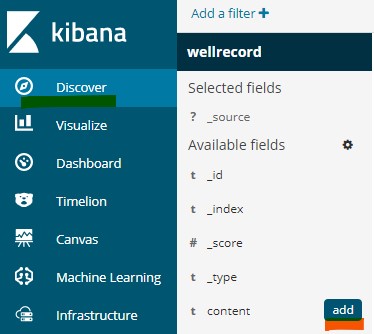 kibana
Discover
Visualize
Dashboard
Timelion
Canvas
Machine Learning
Infrastructure
Add a filter +
wellrecord
Selected fields
? _source
Available fields
t _id
t _index
# _score
t _type
t content add